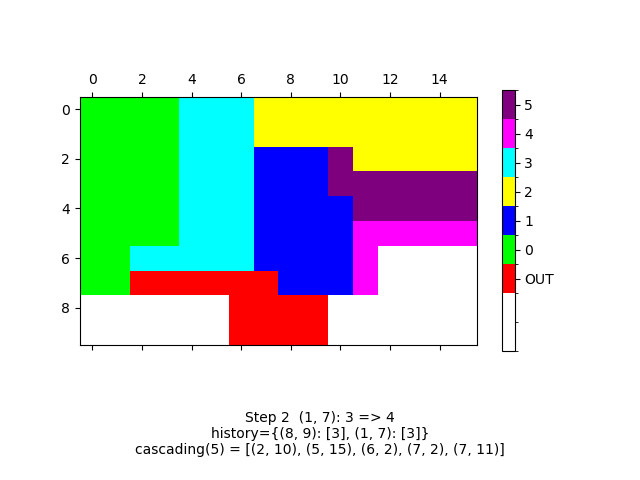 0 2 4 6 8 10 12 14
0
2
4
6
8
5
4
3
2
1
0
OUT
Step 2  (1, 7): 3 => 4
history={(8, 9): [3], (1, 7): [3]}
cascading(5) = [(2, 10), (5, 15), (6, 2), (7, 2), (7, 11)]